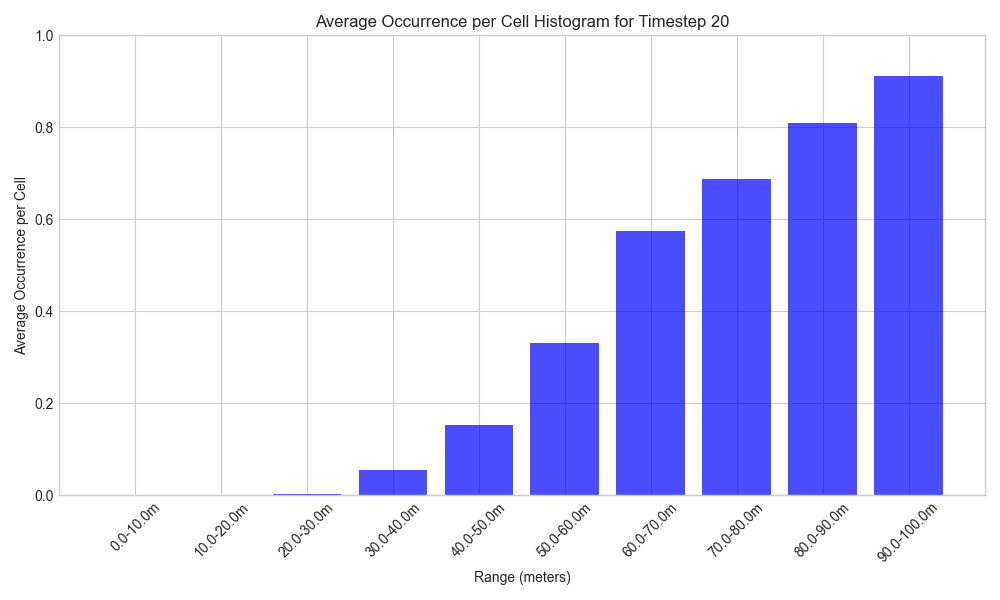 Average Occurrence per Cell Histogram for Timestep 20
Average Occurrence per Cell
1.0
0.8
0.6
0.4
0.2
0.0
0.0-10.0m
10.0-20.0m
20.0-30.0m
30.0-40.0m
40.0-50.0m
50.0-60.0m
60.0-70.0m
70.0-80.0m
80.0-90.0m
90.0-100.0m
Range (meters)